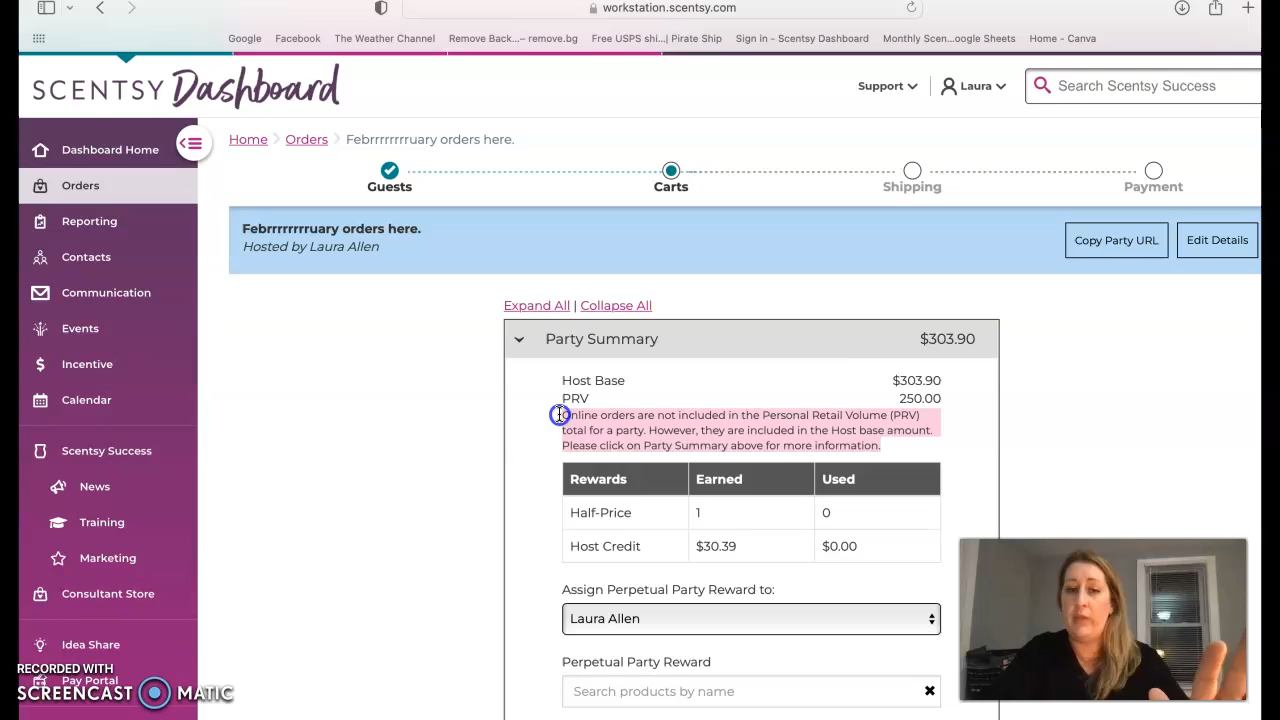 workstation.scentsy.com
Google Facebook The Weather Channel Remove Back...– remove.bg Free USPS shi...| Pirate Ship Sign in - Scentsy Dashboard Monthly Scen...oogle Sheets Home - Canva
SCENTSY Dashboard
Support
Laura
Search Scentsy Success
Dashboard Home
Orders
Reporting
Contacts
Communication
Events
Incentive
Calendar
Scentsy Success
News
Training
Marketing
Consultant Store
Idea Share
Pay Portal
RECORDED WITH
SCREENCAST MATIC
Home Orders Febrrrrrrruary orders here.
Guests Carts Shipping Payment
Febrrrrrrruary orders here.
Hosted by Laura Allen
Copy Party URL
Edit Details
Expand All | Collapse All
Party Summary $303.90
Host Base $303.90
PRV 250.00
Online orders are not included in the Personal Retail Volume (PRV)
total for a party. However, they are included in the Host base amount.
Please click on Party Summary above for more information.
Rewards Earned Used
Half-Price 1 0
Host Credit $30.39 $0.00
Assign Perpetual Party Reward to:
Laura Allen
Perpetual Party Reward
Search products by name